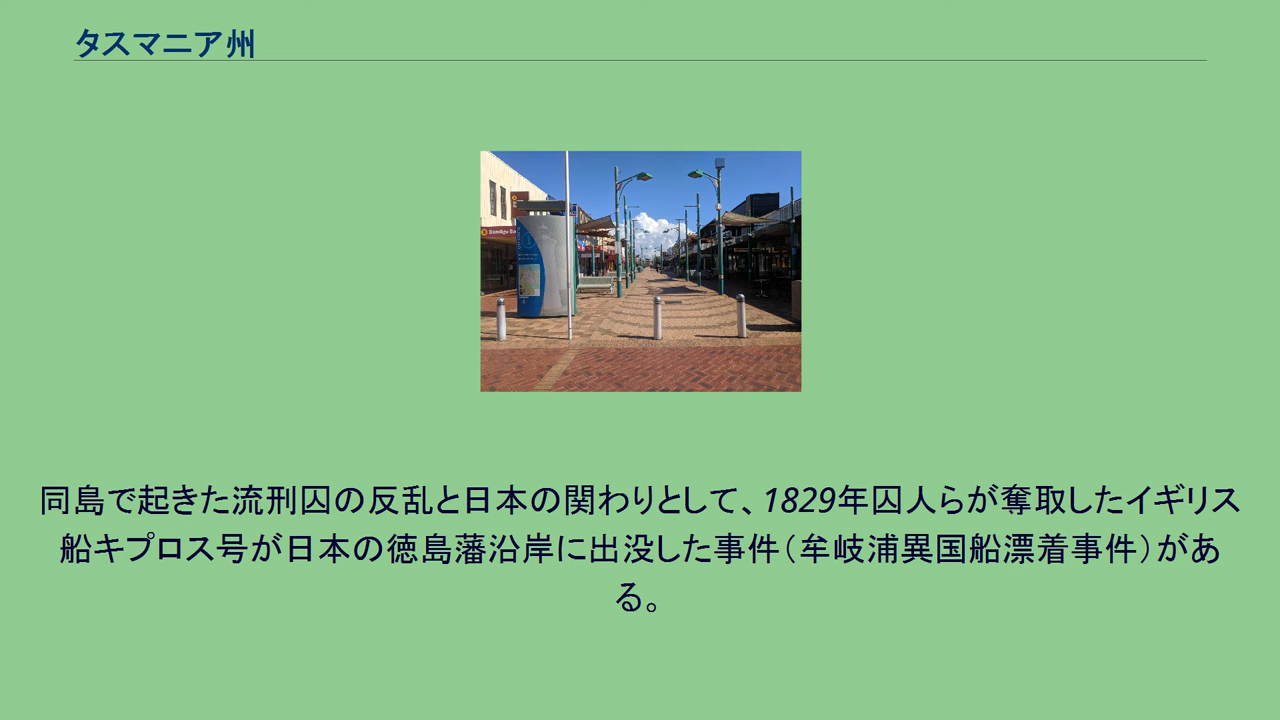 タスマニア州
Bendigo Ba
同島で起きた流刑囚の反乱と日本の関わりとして、1829年囚人らが奪取したイギリス
船キプロス号が日本の徳島藩沿岸に出没した事件（牟岐浦異国船漂着事件）があ
る。